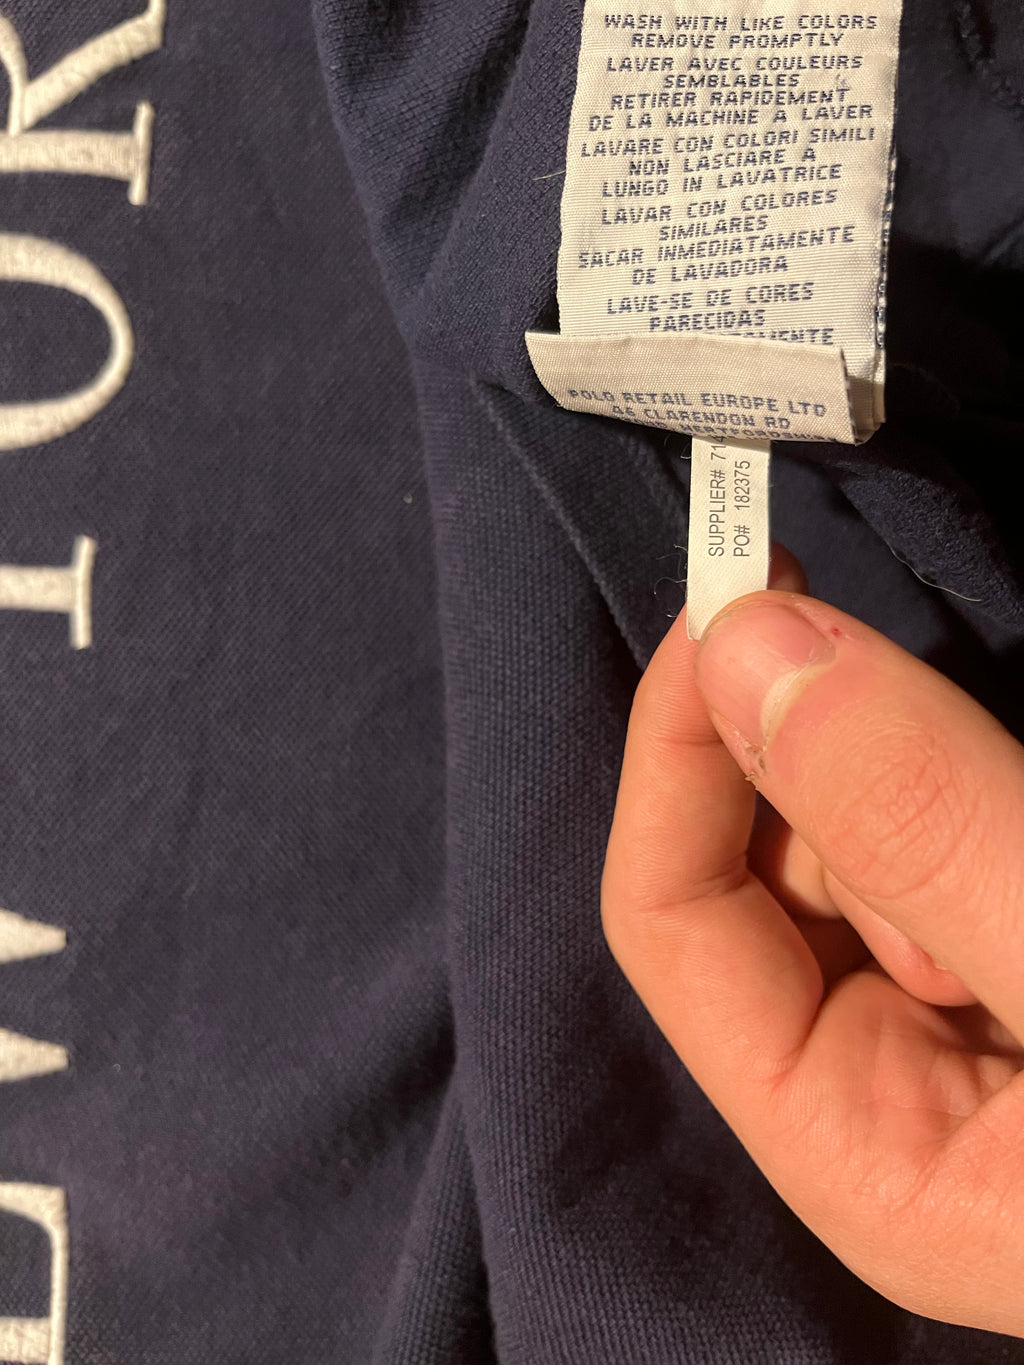 WASH WITH LIKE COLORS
REMOVE PROMPTLY
LAVER AVEC COULEURS
SEMBLABLES
RETIRER RAPIDEMENT
DE LA MACHINE A LAVER
LAVARE CON COLORI SIMILI
NON LASCIARE A
LUNGO IN LAVATRICE
LAVAR CON COLORES
SIMILARES
SACAR INMEDIATAMENTE
DE LAVADORA
LAVE-SE DE CORES
PARECIDAS
POLO RETAIL EUROPE LTD
CLARENDON RD
SUPPLIER# 714
PO# 182375